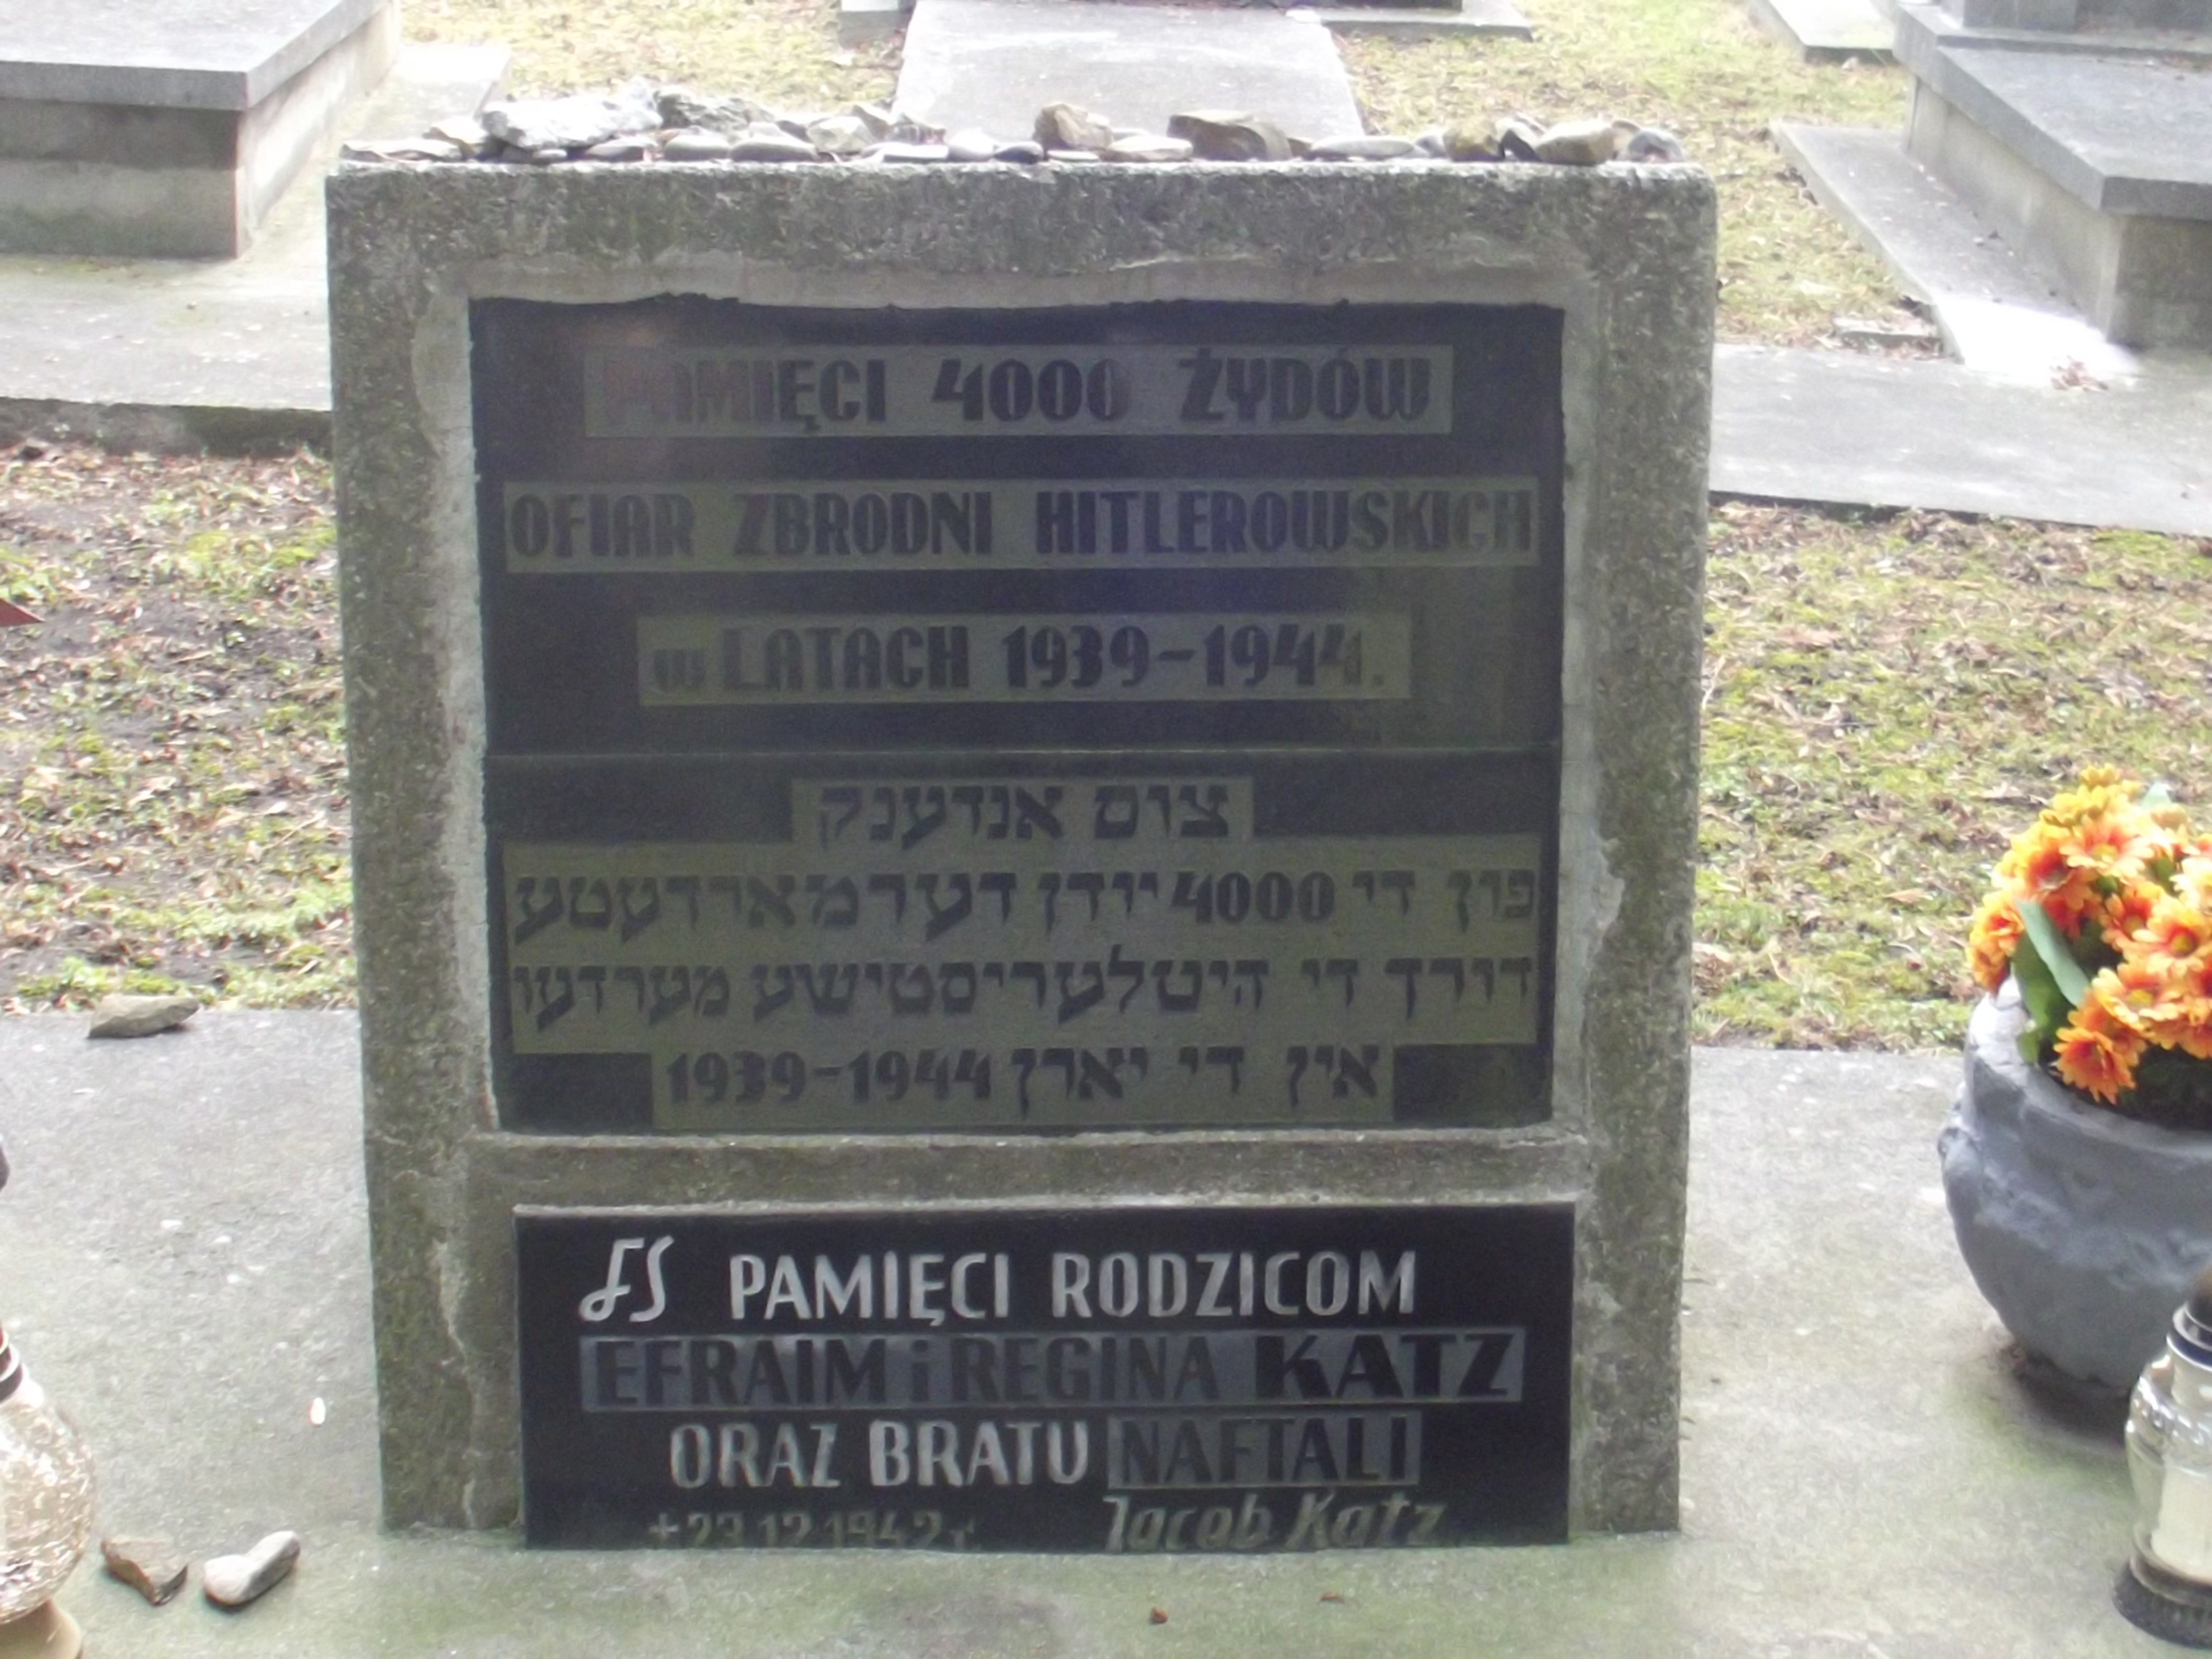 PAMIĘCI 4000 ŻYDÓW
OFIAR ZBRODNI HITLEROWSKICH
w LATACH 1939-1944.
צום אנדענק
פון די 4000 יידן דערמארדעטע
דורך די היטלעריסטישע מערדער
אין די יארן 1939-1944
PAMIĘCI RODZICOM
EFRAIM i REGINA KATZ
ORAZ BRATU NAFTALI
Jacob Katz